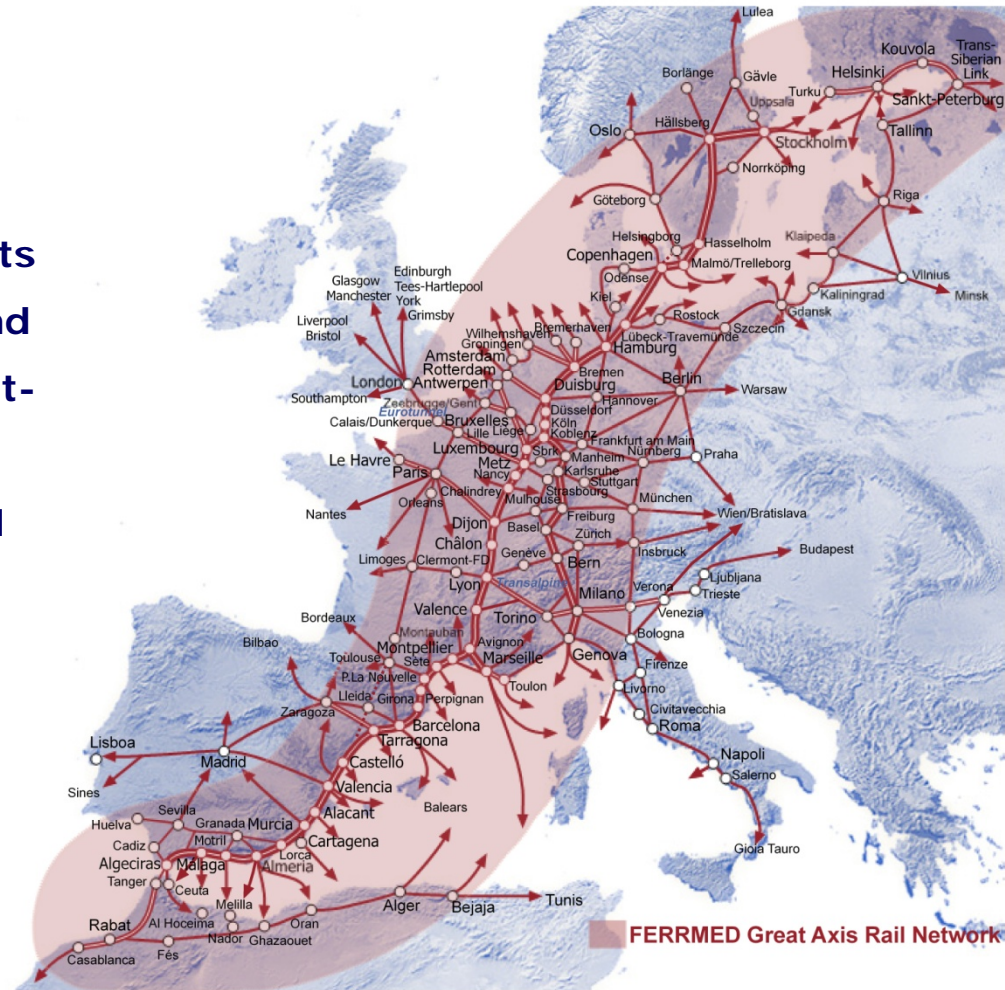 Lulea
Kouvola
Trans-
Siberian
Link
Borlänge
Gävle
Helsinki
Turku
Uppsala
Sankt-Peterburg
Oslo
Hällsberg
Stockholm
Tallinn
Norrköping
Göteborg
Riga
Helsingborg
Hasselholm
Klaipeda
Copenhagen
Malmö/Trelleborg
Odense
Vilnius
ts
Glasgow
Manchester
Edinburgh
Tees-Hartlepool
York
Grimsby
Kiel
Kaliningrad
Minsk
Gdansk
nd
Liverpool
Bristol
Rostock
Wilhemshaven
Bremerhaven
Lübeck-Travemünde
Szczecin
Groningen
Hamburg
Amsterdam
Rotterdam
Bremen
t-
London
Antwerpen
Duisburg
Berlin
Warsaw
Southampton
Zeebrugge/Gent
Hannover
Eurotunnel
Düsseldorf
Calais/Dunkerque
Bruxelles
Köln
Lille
Liège
Koblenz
Luxembourg
Sbrk
Frankfurt am Main
Le Havre
Metz
Manheim
Nürnberg
Praha
Paris
Nancy
Karlsruhe
Stuttgart
Orleans
Chalindrey
Strasbourg
Mulhouse
München
Nantes
Dijon
Freiburg
Wien/Bratislava
Basel
Châlon
Zürich
Genéve
Insbruck
Budapest
Limoges
Clermont-FD
Bern
Lyon
Transalpine
Ljubljana
Milano
Verona
Trieste
Valence
Torino
Venezia
Bordeaux
Montauban
Avignon
Bologna
Bilbao
Montpellier
Genova
Toulouse
Sète
Marseille
Firenze
P.La Nouvelle
Toulon
Livorno
Lleida
Girona
Perpignan
Zaragoza
Civitavecchia
Barcelona
Roma
Tarragona
Lisboa
Madrid
Castelló
Napoli
Salerno
Valencia
Sines
Balears
Sevilla
Alacant
Huelva
Granada
Murcia
Cadiz
Motril
Cartagena
Gioia Tauro
Algeciras
Málaga
Lorca
Almeria
Tanger
Ceuta
Melilla
Alger
Bejaja
Tunis
Rabat
Al Hoceima
Oran
Nador
Ghazaouet
FERRMED Great Axis Rail Network
Casablanca
Fès